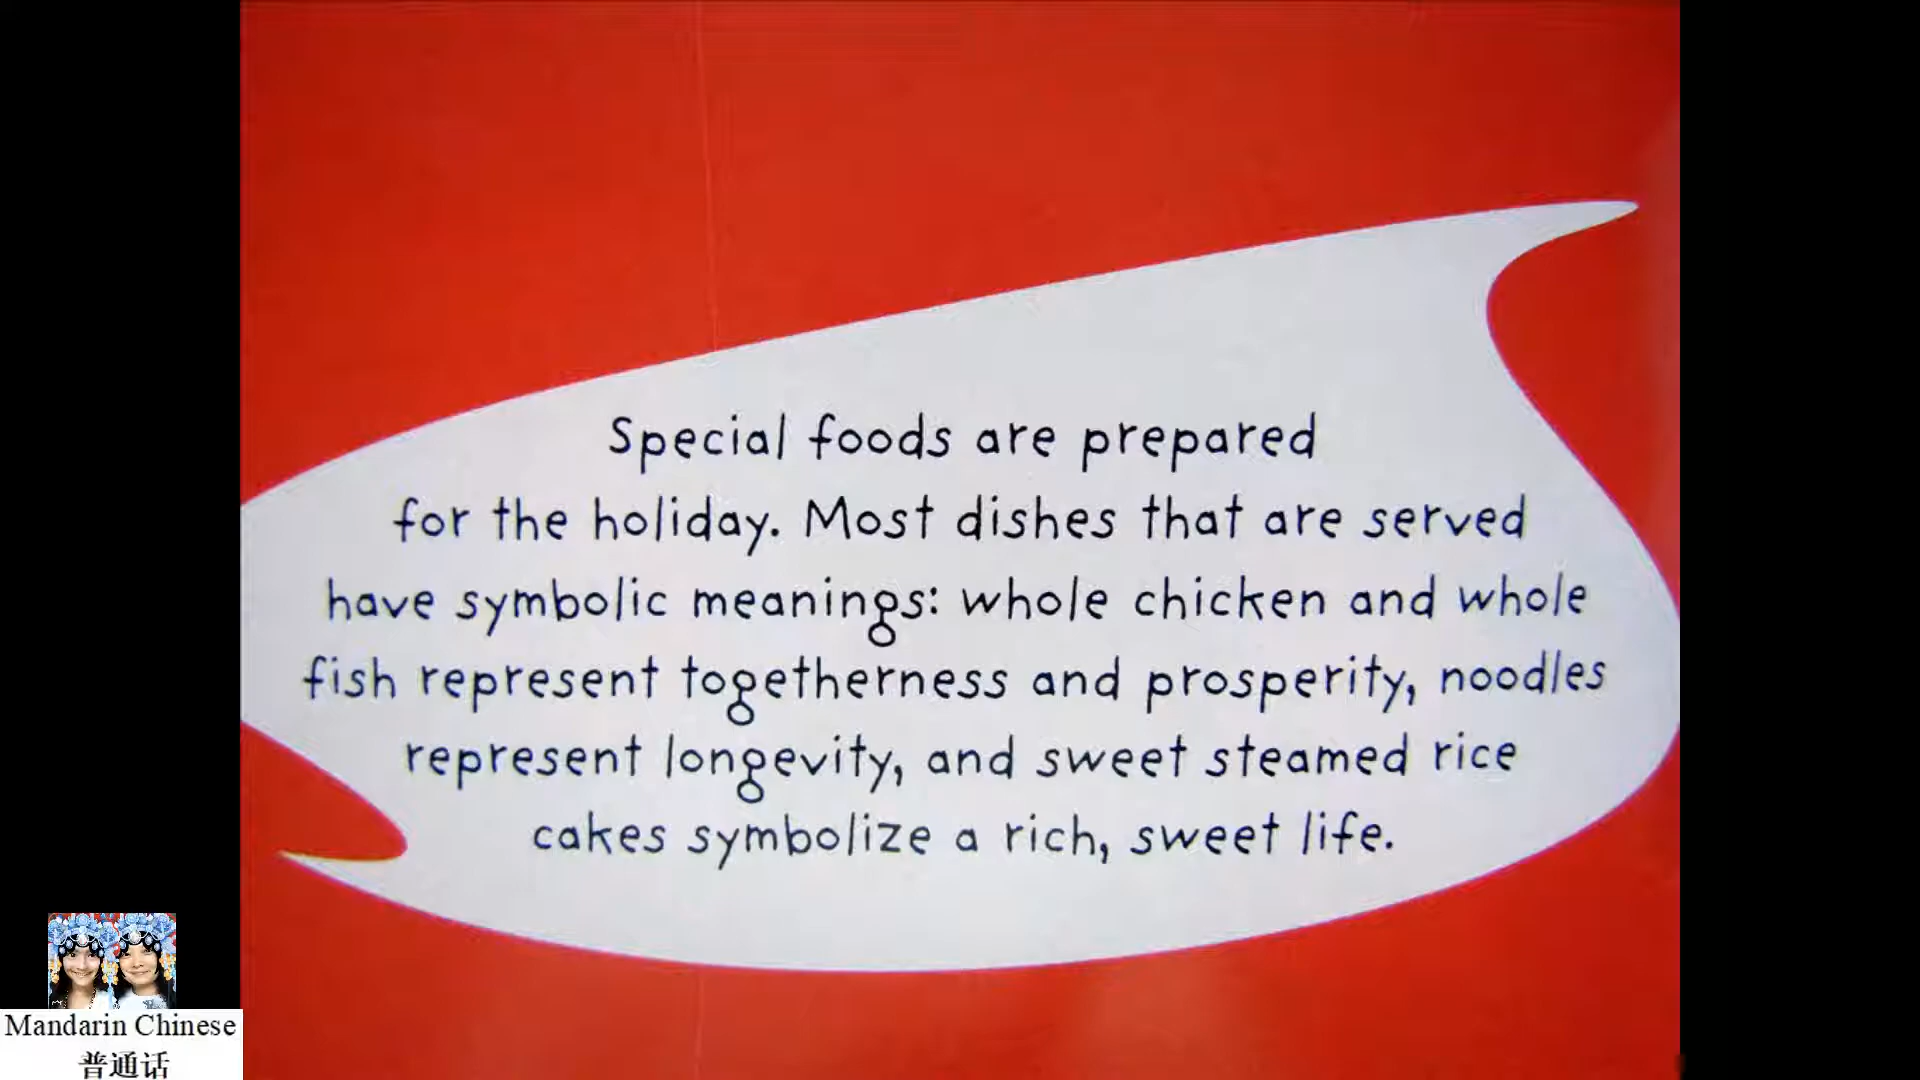 Special foods are prepared
for the holiday. Most dishes that are served
have symbolic meanings: whole chicken and whole
fish represent togetherness and prosperity, noodles
represent longevity, and sweet steamed rice
cakes symbolize a rich, sweet life.
Mandarin Chinese
普通话